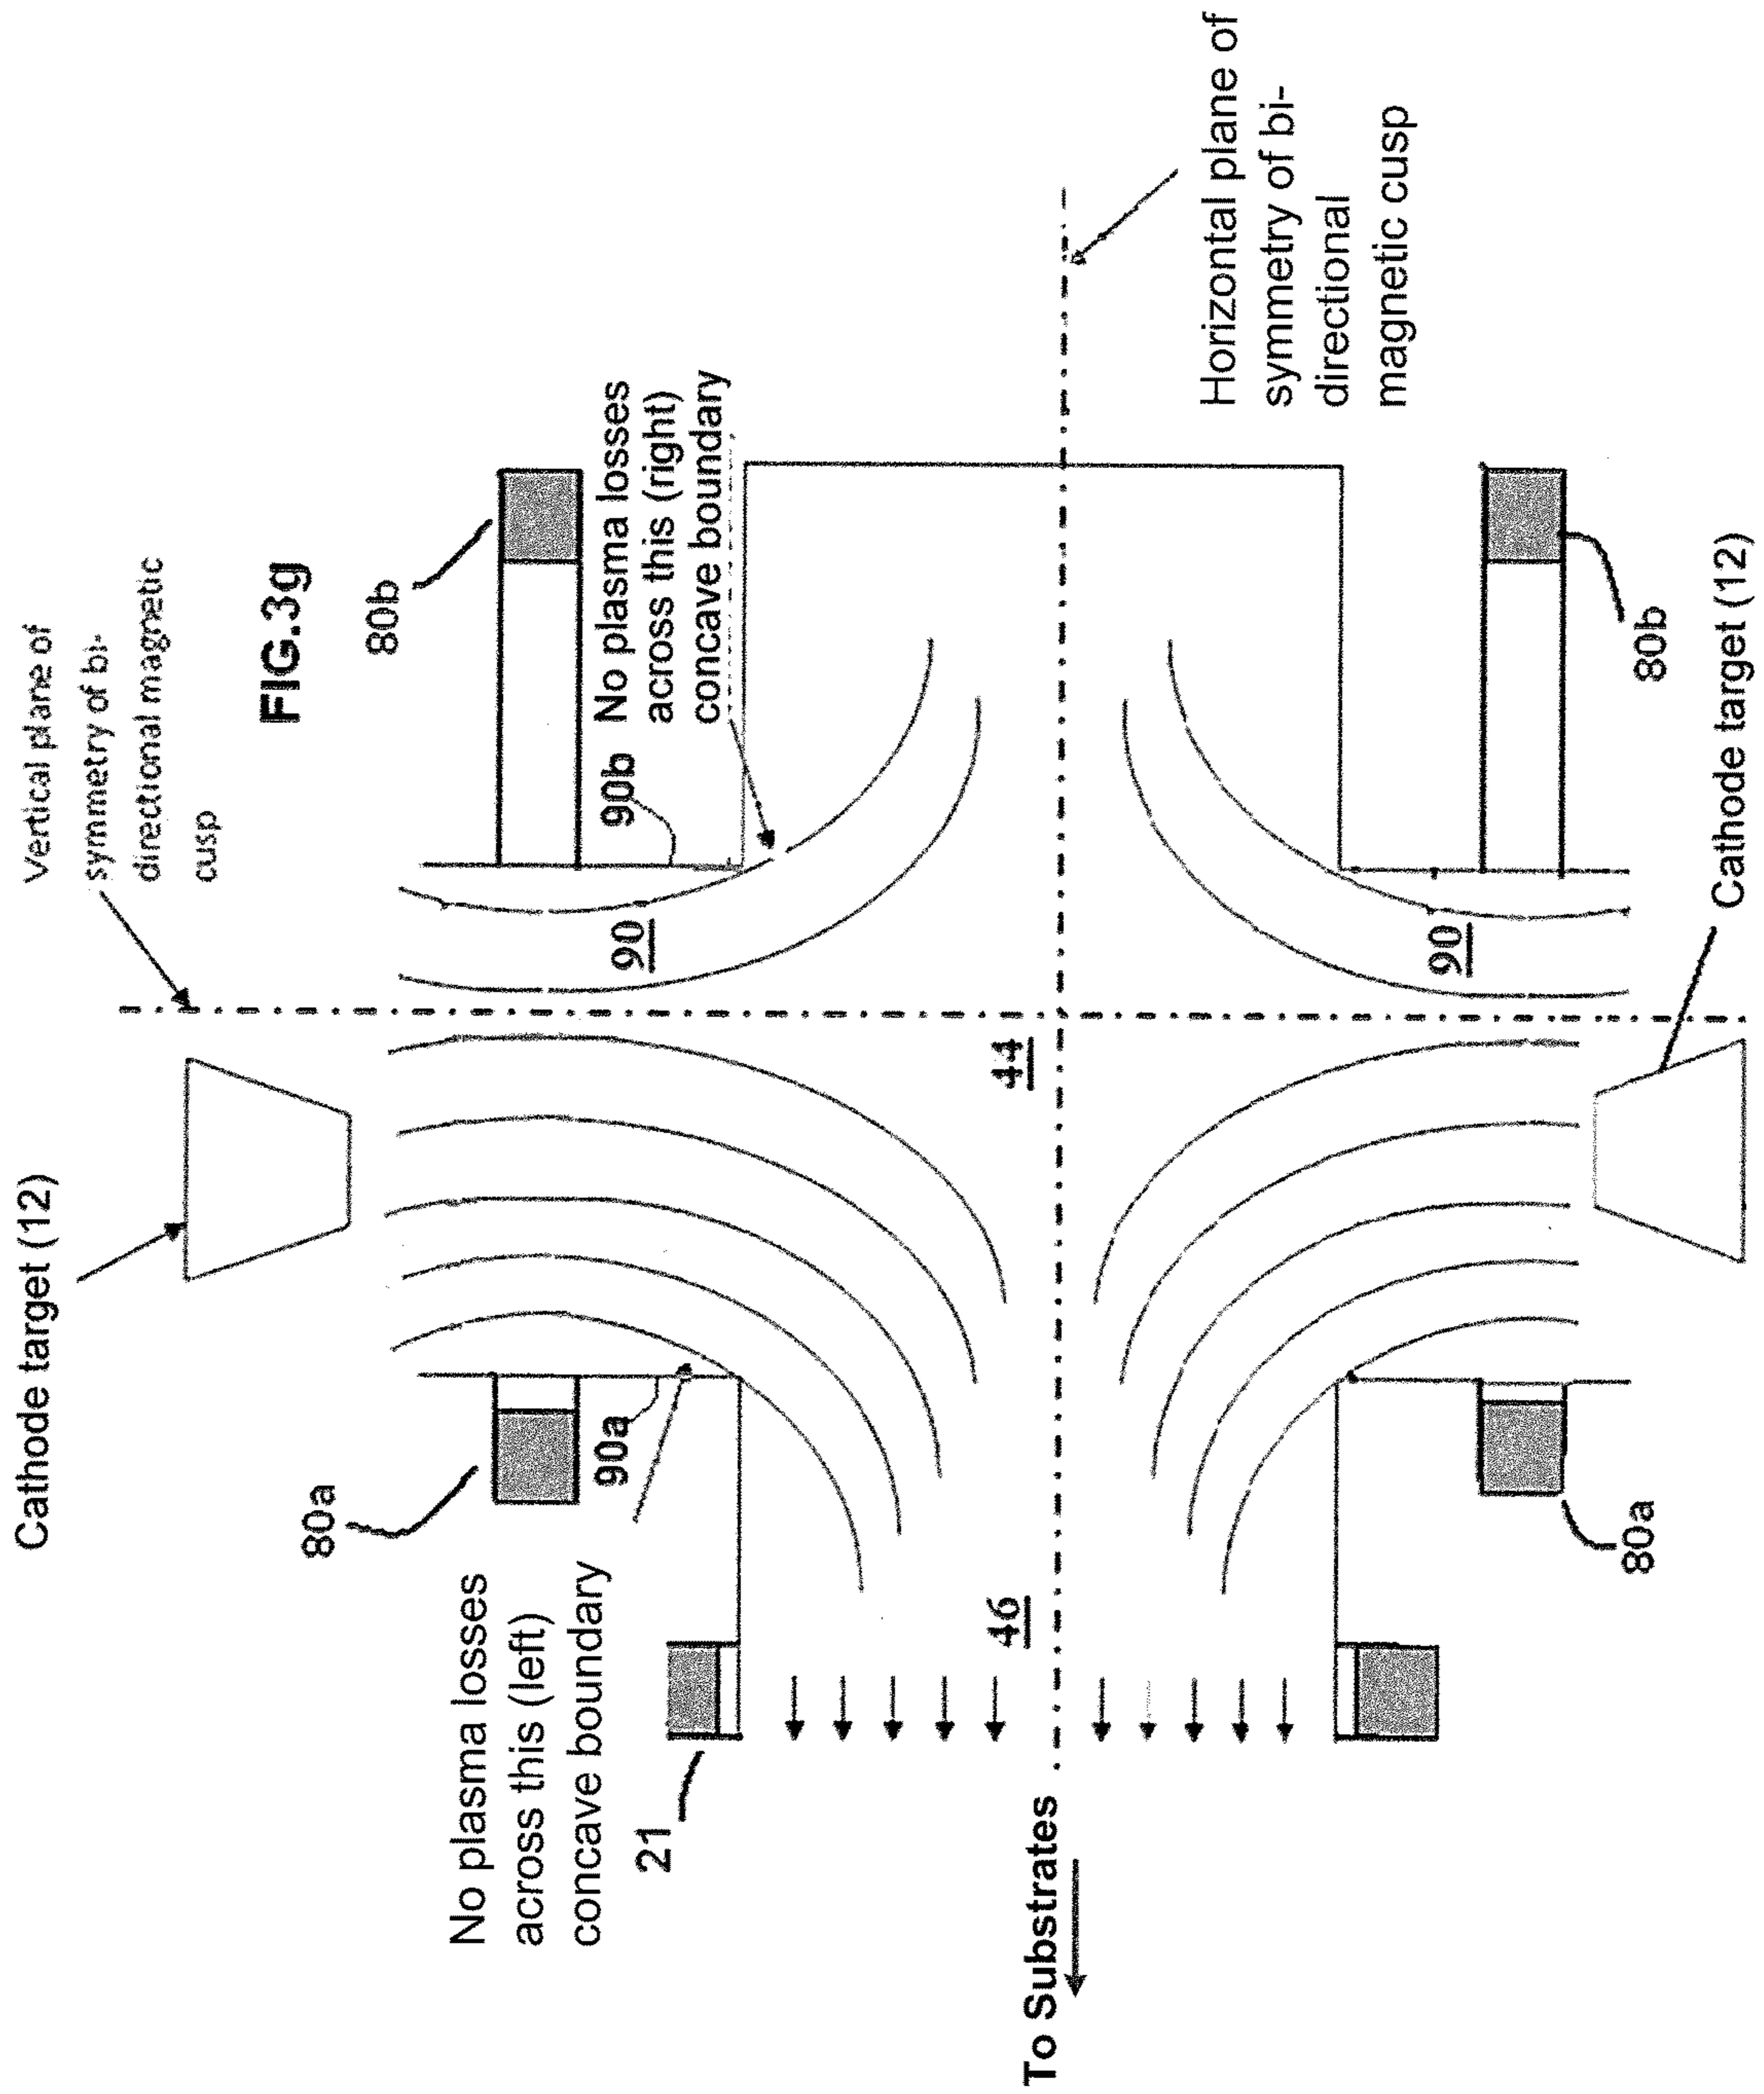 Vertical plane of
symmetry of bi-
directional magnetic
cusp
FIG.3g
Cathode target (12)
80a
80b
No plasma losses
across this (left)
concave boundary
90a
90b
No plasma losses
across this (right)
concave boundary
21
90
46
44
To Substrates
Horizontal plane of
symmetry of bi-
directional
magnetic cusp
90
80a
80b
Cathode target (12)